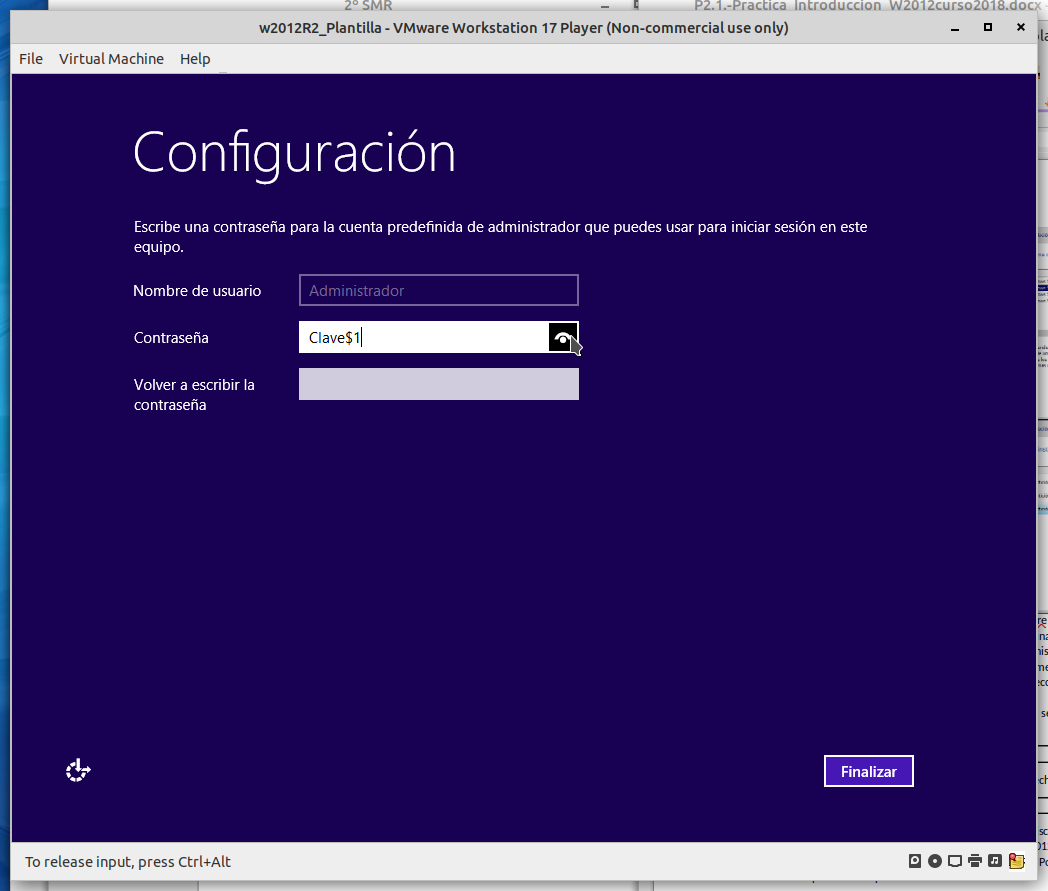 2º SMR
P2.1.-Practica_Introduccion_W2012curso2018.docx -
w2012R2_Plantilla - VMware Workstation 17 Player (Non-commercial use only)
File Virtual Machine Help
Configuración
Escribe una contraseña para la cuenta predefinida de administrador que puedes usar para iniciar sesión en este
equipo.
Nombre de usuario Administrador
Contraseña Clave$1
Volver a escribir la
contraseña
Finalizar
To release input, press Ctrl+Alt